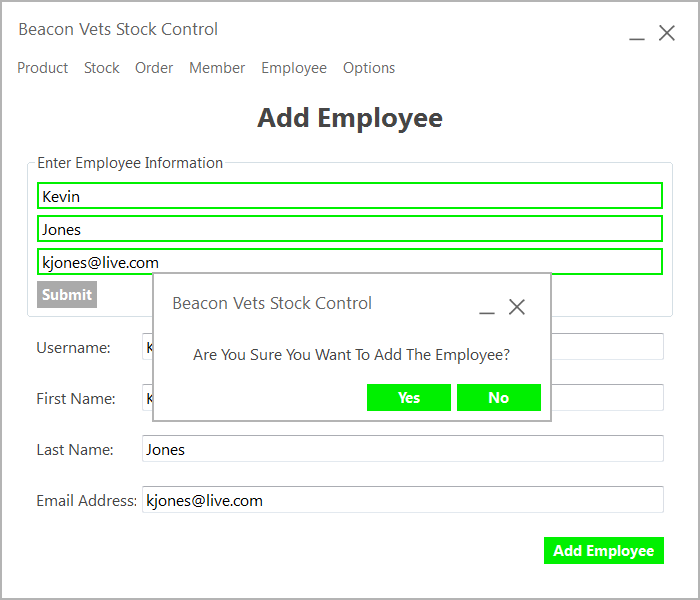 Beacon Vets Stock Control
Product Stock Order Member Employee Options
Add Employee
Enter Employee Information
Kevin
Jones
kjones@live.com
Submit
Beacon Vets Stock Control
Are You Sure You Want To Add The Employee?
Yes No
Username:
First Name:
Last Name: Jones
Email Address: kjones@live.com
Add Employee